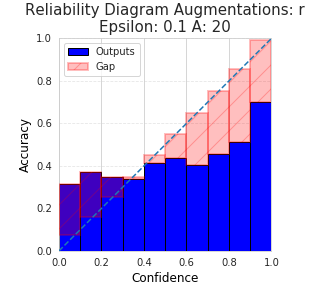 Reliability Diagram Augmentations: r
Epsilon: 0.1 A: 20
1.0
0.8
0.6
0.4
0.2
0.0
Accuracy
Outputs
Gap
0.0 0.2 0.4 0.6 0.8 1.0
Confidence